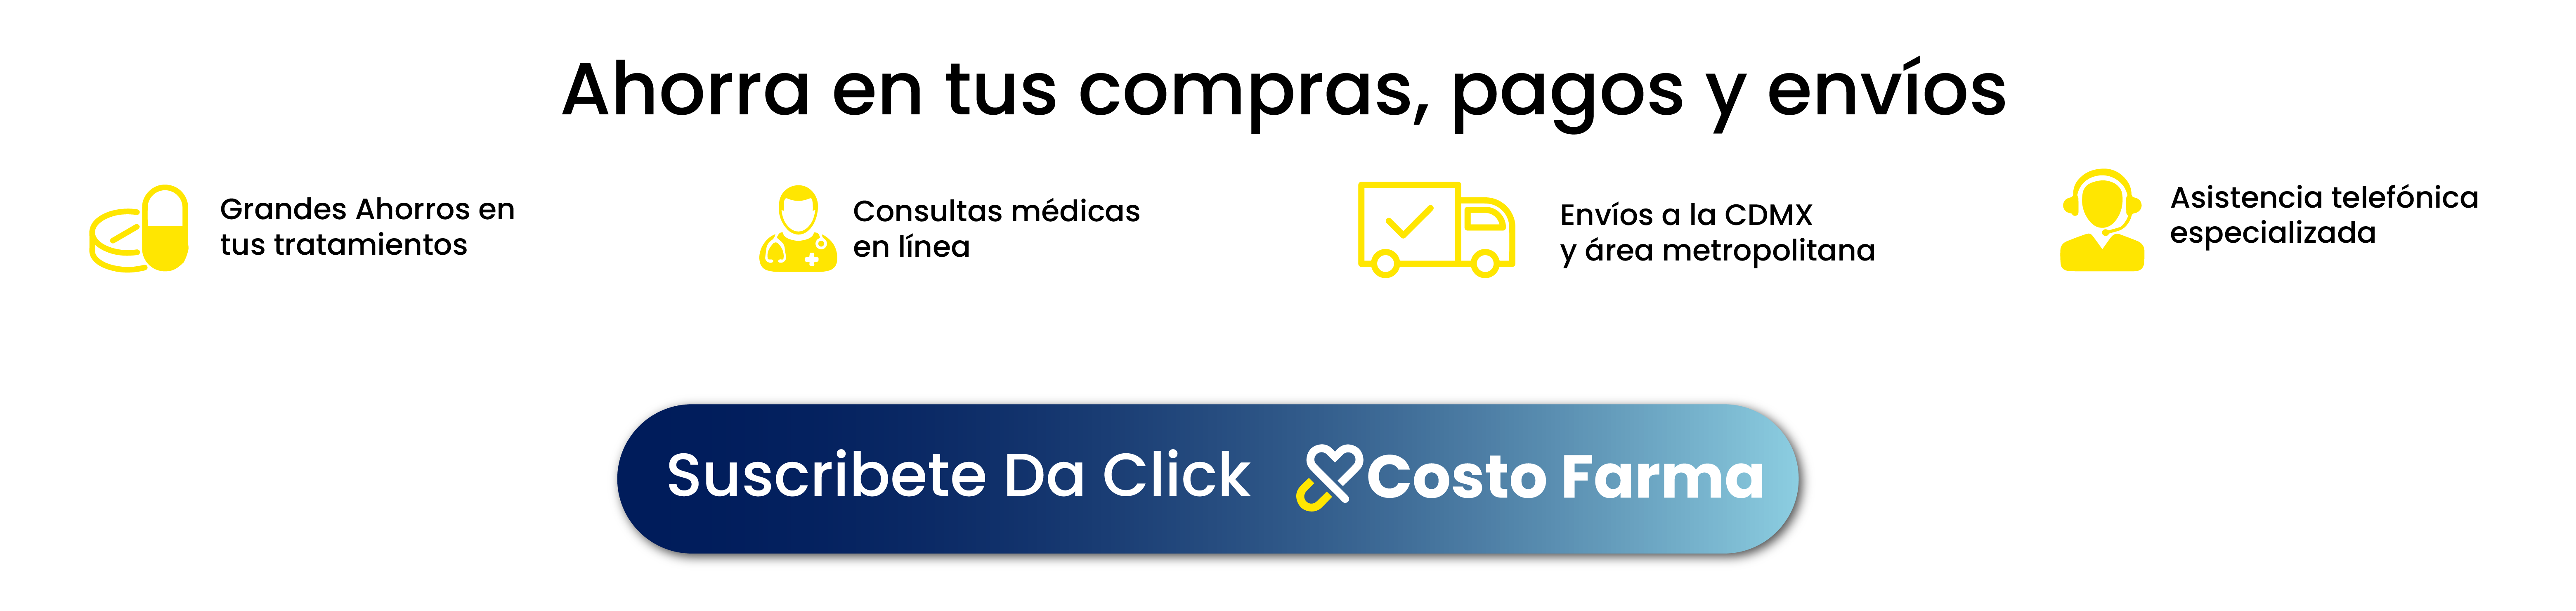 Ahorra en tus compras, pagos y envíos
Grandes Ahorros en
tus tratamientos
Consultas médicas
en línea
Envíos a la CDMX
y área metropolitana
Asistencia telefónica
especializada
Suscribete Da Click Costo Farma